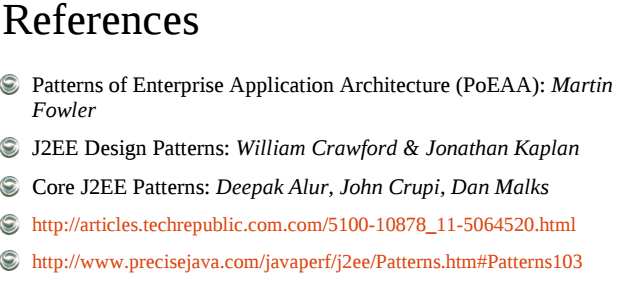 References
Patterns of Enterprise Application Architecture (PoEAA): Martin
Fowler
J2EE Design Patterns: William Crawford & Jonathan Kaplan
Core J2EE Patterns: Deepak Alur, John Crupi, Dan Malks
http://articles.techrepublic.com.com/5100-10878_11-5064520.html
http://www.precisejava.com/javaperf/j2ee/Patterns.htm#Patterns103